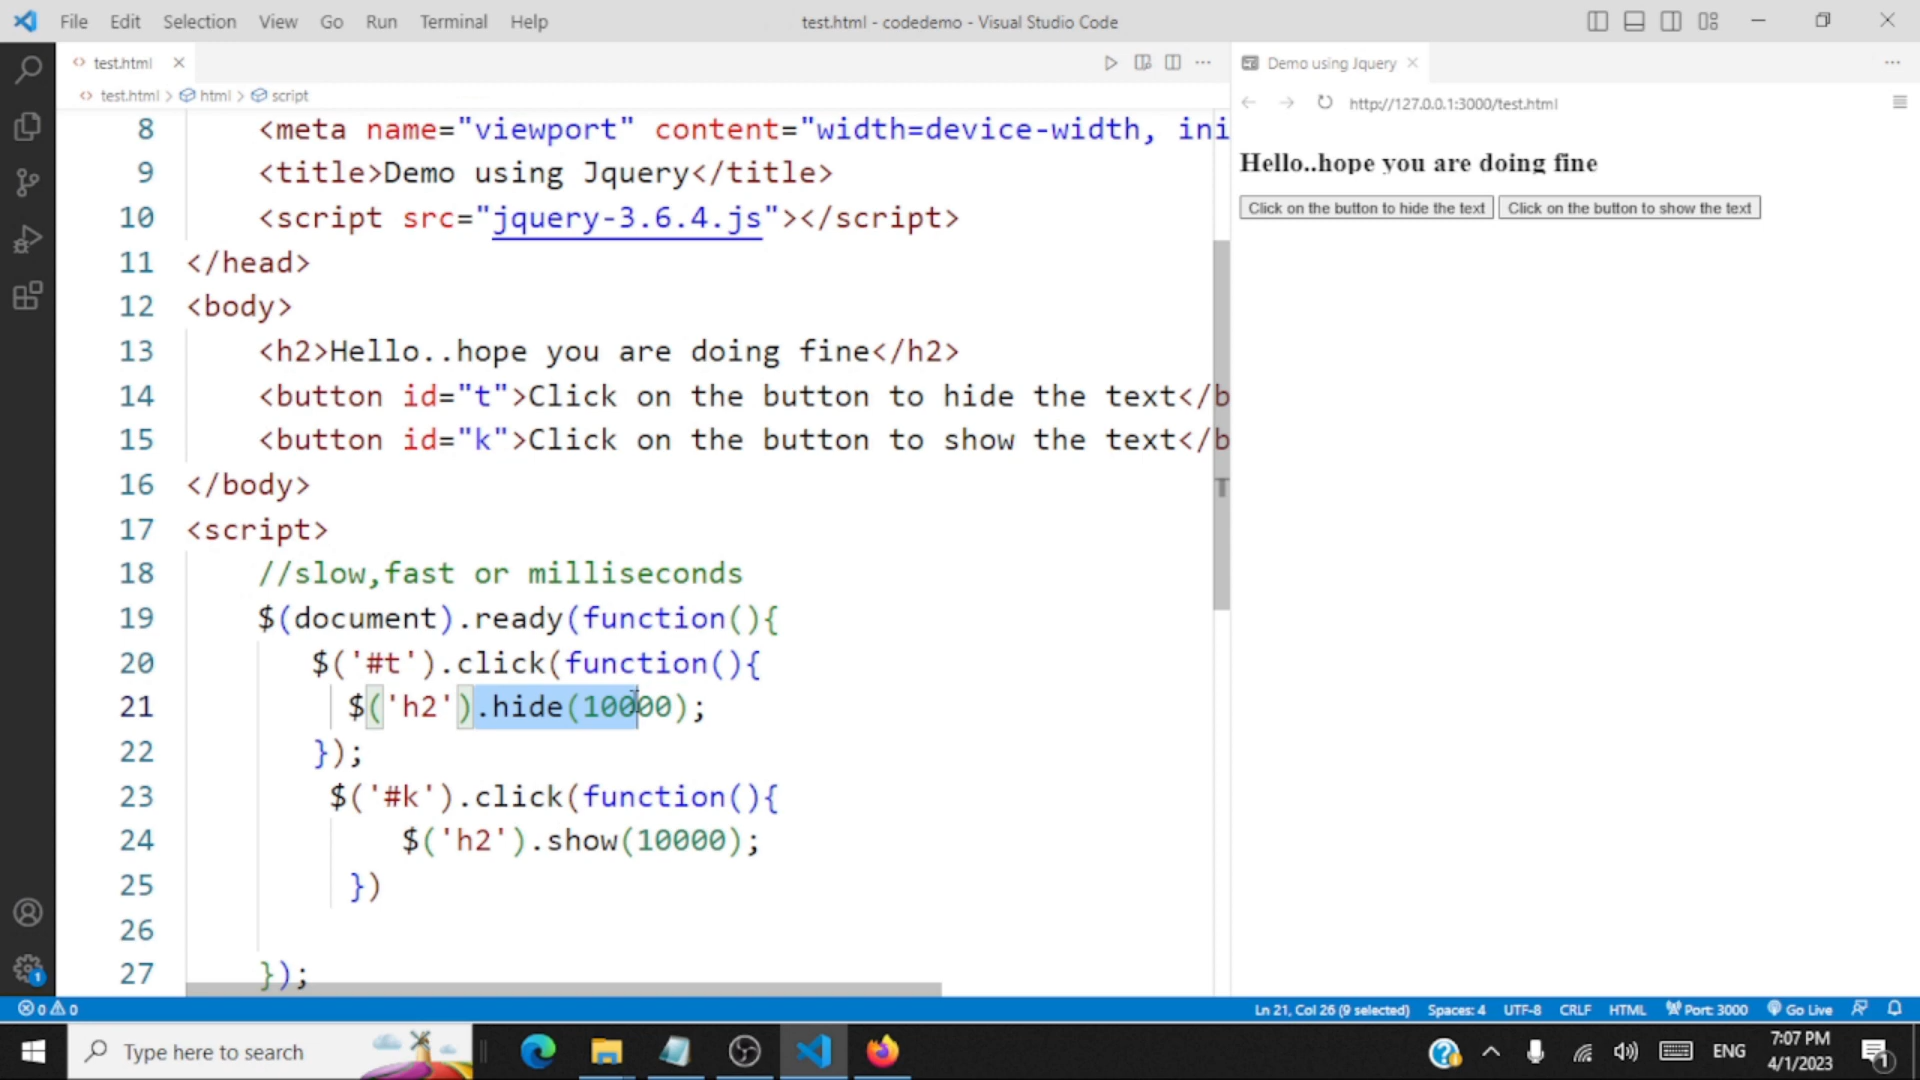 File Edit Selection View Go Run Terminal Help test.html - codedemo - Visual Studio Code
test.html
test.html > html > script
8 <meta name="viewport" content="width=device-width, ini
9 <title>Demo using Jquery</title>
10 <script src="jquery-3.6.4.js"></script>
11 </head>
12 <body>
13 <h2>Hello..hope you are doing fine</h2>
14 <button id="t">Click on the button to hide the text</b
15 <button id="k">Click on the button to show the text</b
16 </body>
17 <script>
18 //slow,fast or milliseconds
19 $(document).ready(function(){
20 $('#t').click(function(){
21 $('h2').hide(10000);
22 });
23 $('#k').click(function(){
24 $('h2').show(10000);
25 })
26
27 });
Demo using Jquery
http://127.0.0.1:3000/test.html
Hello..hope you are doing fine
Click on the button to hide the text Click on the button to show the text
1
0 0 Ln 21, Col 26 (9 selected) Spaces: 4 UTF-8 CRLF HTML Port: 3000 Go Live
Type here to search
ENG
7:07 PM
4/1/2023
1